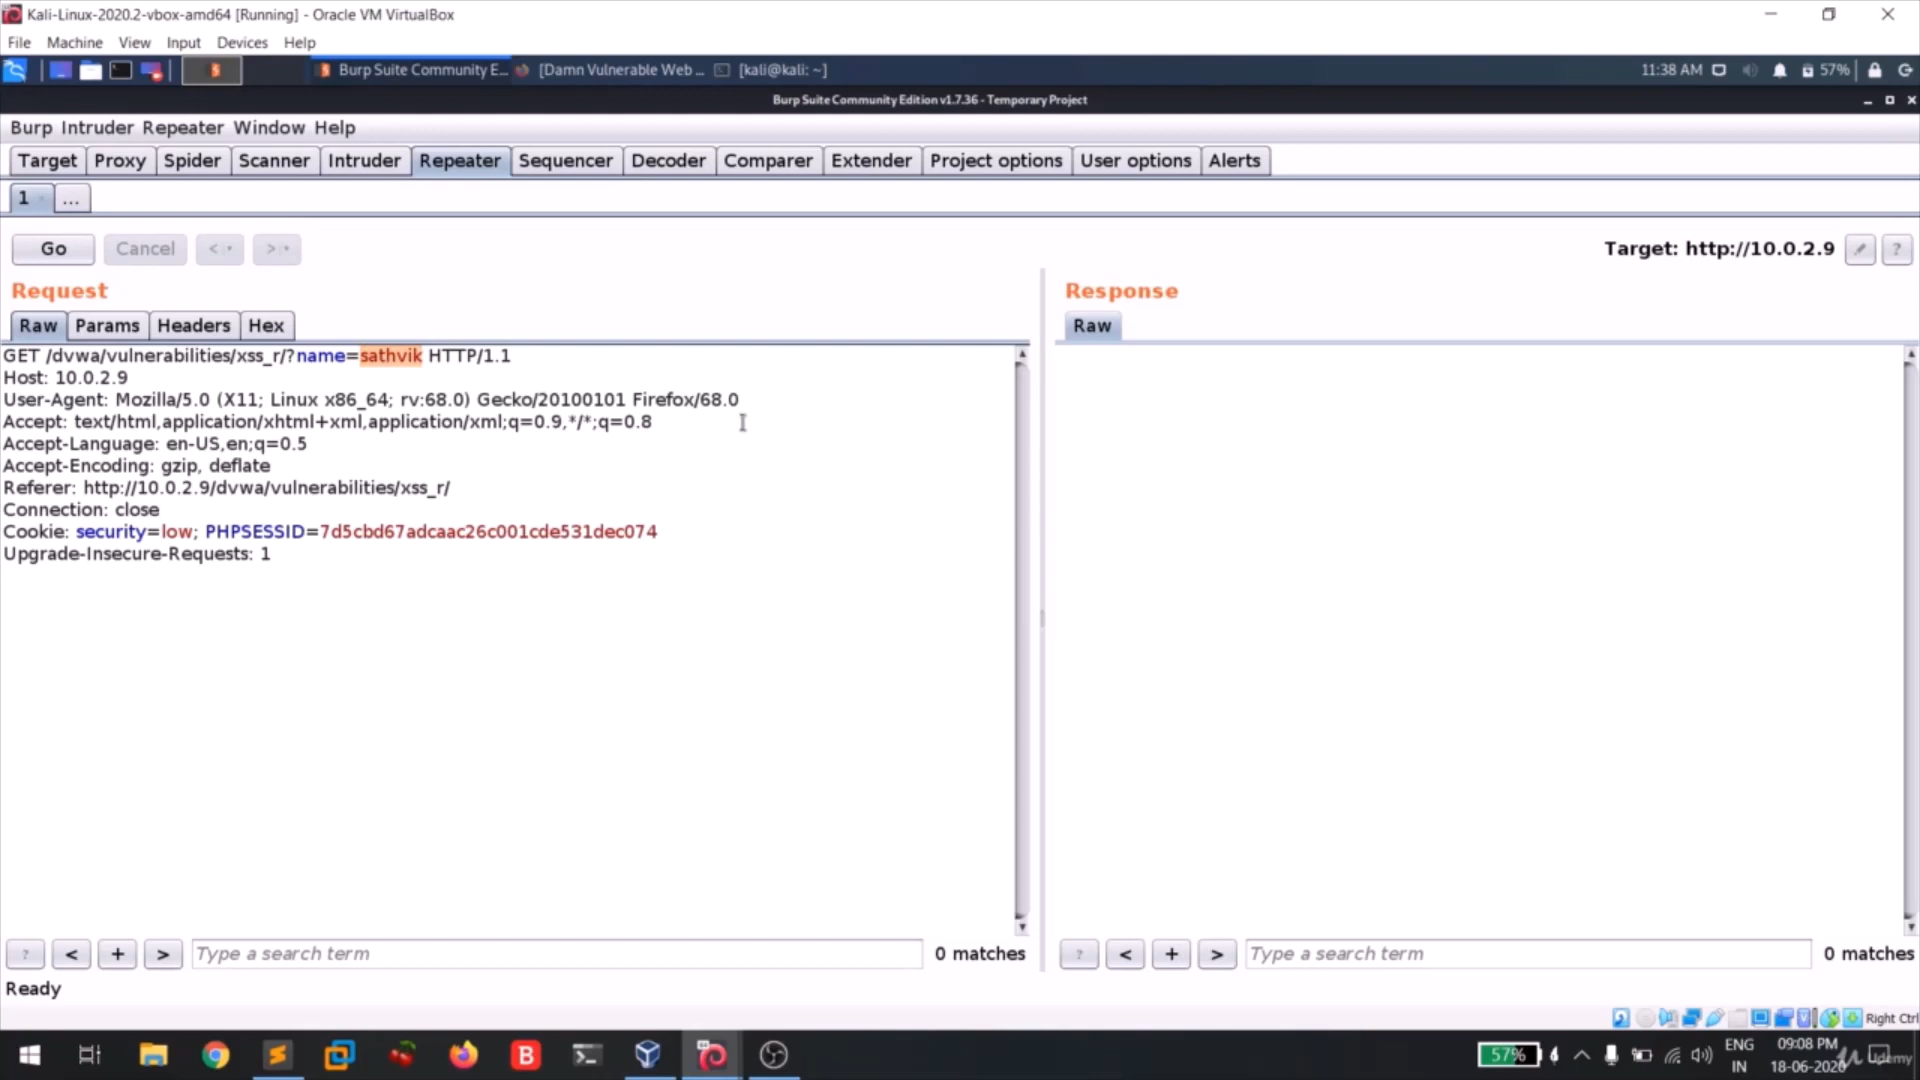 Kali-Linux-2020.2-vbox-amd64 [Running] - Oracle VM VirtualBox
File Machine View Input Devices Help
Burp Suite Community E... [Damn Vulnerable Web ... [kali@kali: ~] 11:38 AM 57%
Burp Suite Community Edition v1.7.36 - Temporary Project
Burp Intruder Repeater Window Help
Target Proxy Spider Scanner Intruder Repeater Sequencer Decoder Comparer Extender Project options User options Alerts
1 ...
Go Cancel < > Target: http://10.0.2.9 ?
Request Response
Raw Params Headers Hex Raw
GET /dvwa/vulnerabilities/xss_r/?name=sathvik HTTP/1.1
Host: 10.0.2.9
User-Agent: Mozilla/5.0 (X11; Linux x86_64; rv:68.0) Gecko/20100101 Firefox/68.0
Accept: text/html,application/xhtml+xml,application/xml;q=0.9,*/*;q=0.8
Accept-Language: en-US,en;q=0.5
Accept-Encoding: gzip, deflate
Referer: http://10.0.2.9/dvwa/vulnerabilities/xss_r/
Connection: close
Cookie: security=low; PHPSESSID=7d5cbd67adcaac26c001cde531dec074
Upgrade-Insecure-Requests: 1
? < + > Type a search term 0 matches ? < + > Type a search term 0 matches
Ready
Right Ctrl
57% ENG 09:08 PM
IN 18-06-2020 Udemy